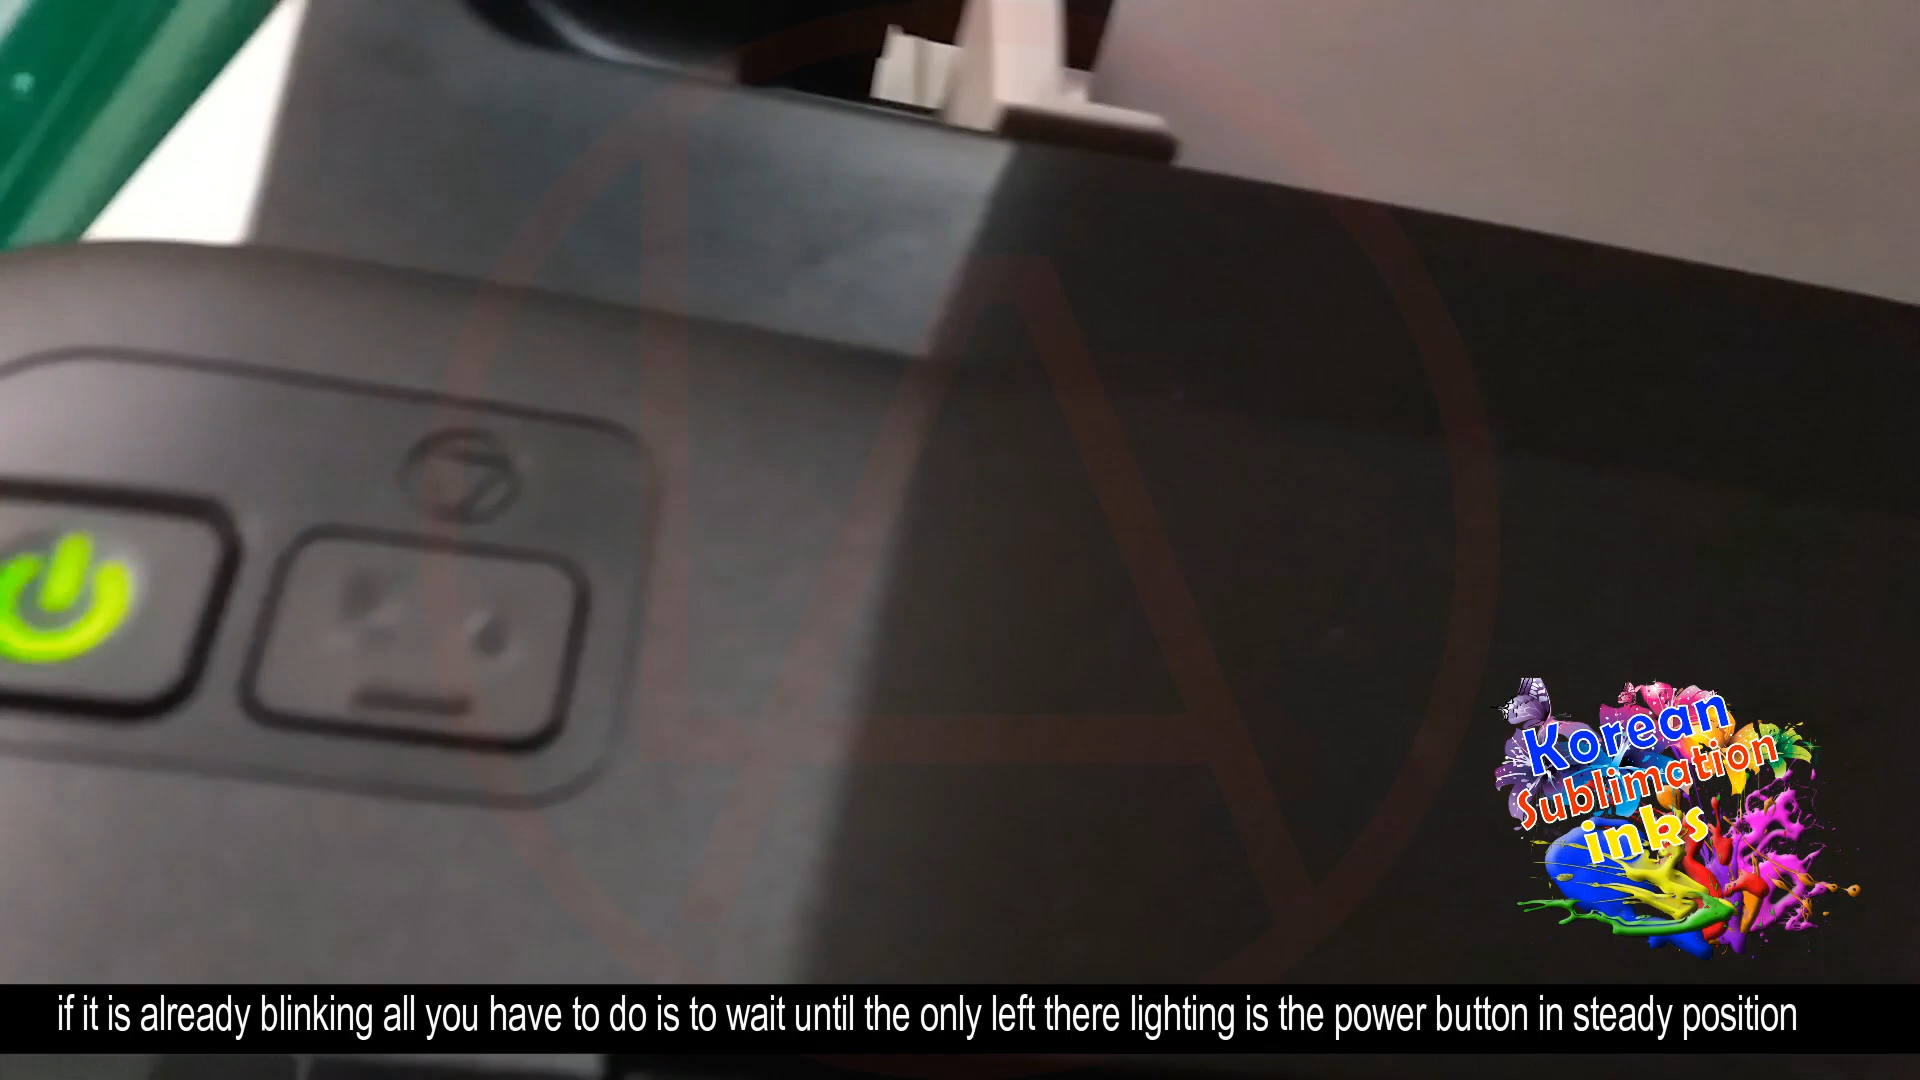 Korean
Sublimation
inks
if it is already blinking all you have to do is to wait until the only left there lighting is the power button in steady position